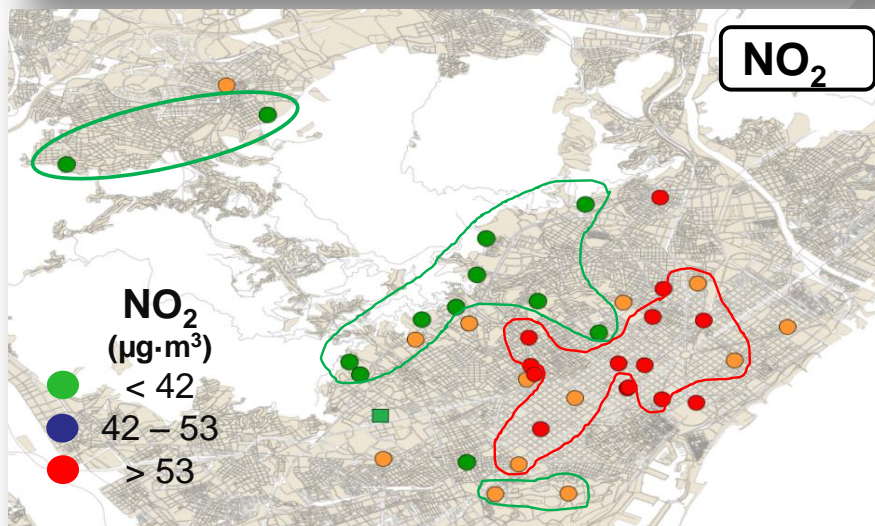 NO₂
NO₂
(µg·m³)
< 42
42 – 53
> 53